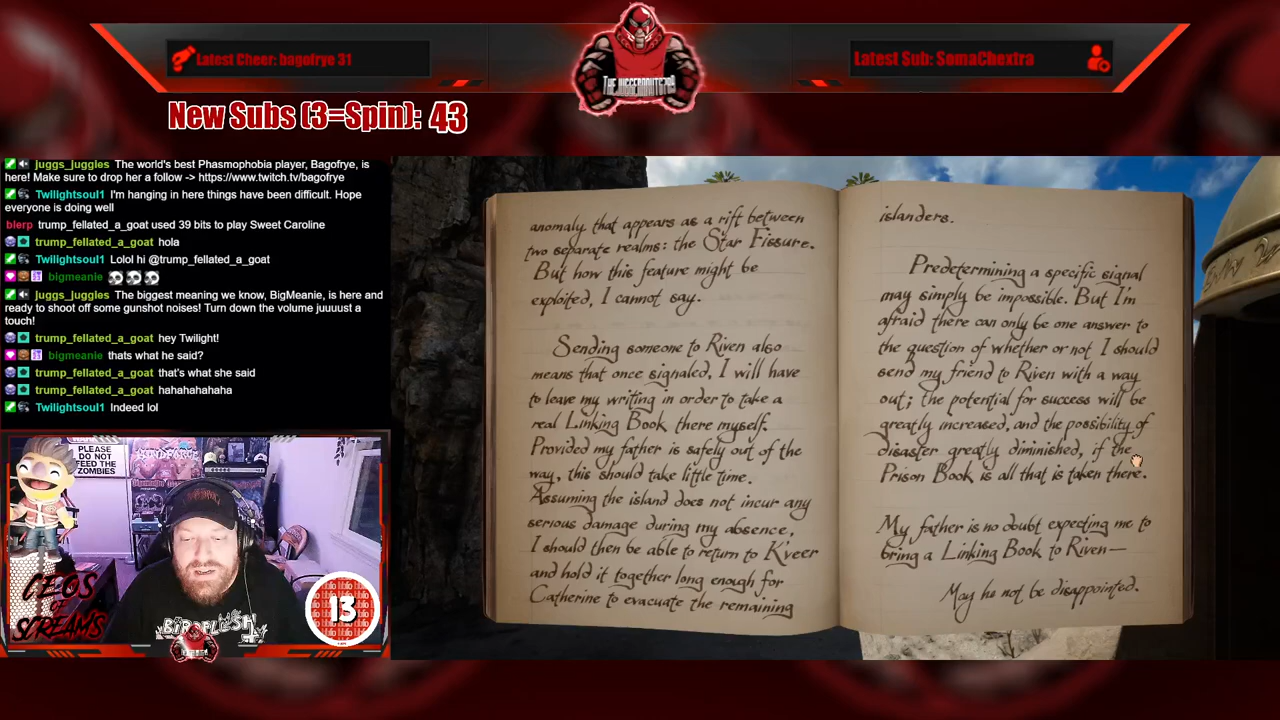 Latest Cheer: bagofrye 31
THEJUGGERNAUT5789
Latest Sub: SomaChextra
New Subs (3=Spin): 43
juggs_juggles The world's best Phasmophobia player, Bagofrye, is
here! Make sure to drop her a follow -> https://www.twitch.tv/bagofrye
Twilightsoul1 I'm hanging in here things have been difficult. Hope
everyone is doing well
blerp trump_fellated_a_goat used 39 bits to play Sweet Caroline
trump_fellated_a_goat hola
Twilightsoul1 Lolol hi @trump_fellated_a_goat
bigmeanie
juggs_juggles The biggest meaning we know, BigMeanie, is here and
ready to shoot off some gunshot noises! Turn down the volume juuuust a
touch!
trump_fellated_a_goat hey Twilight!
bigmeanie thats what he said?
trump_fellated_a_goat that's what she said
trump_fellated_a_goat hahahahahaha
Twilightsoul1 Indeed lol
PLEASE
DO NOT
FEED THE
ZOMBIES
CEOS
OF
SCREAMS
13
anomaly that appears as a rift between
two separate realms: the Star Fissure.
But how this feature might be
exploited, I cannot say.
Sending someone to Riven also
means that once signaled, I will have
to leave my writing in order to take a
real Linking Book there myself.
Provided my father is safely out of the
way, this should take little time.
Assuming the island does not incur any
serious damage during my absence,
I should then be able to return to K'veer
and hold it together long enough for
Catherine to evacuate the remaining
islanders.
Predetermining a specific signal
may simply be impossible. But I'm
afraid there can only be one answer to
the question of whether or not I should
send my friend to Riven with a way
out; the potential for success will be
greatly increased, and the possibility of
disaster greatly diminished, if the
Prison Book is all that is taken there.
My father is no doubt expecting me to
bring a Linking Book to Riven—
May he not be disappointed.